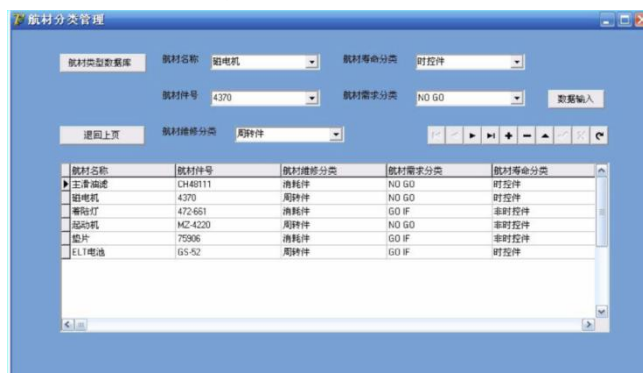 航材分类管理
航材类型数据库 航材名称 磁电机 航材寿命分类 时控件
航材件号 4370 航材需求分类 NO GO 数据输入
退回上页 航材维修分类 周转件
航材名称 航材件号 航材维修分类 航材需求分类 航材寿命分类
主滑油滤 CH48111 消耗件 NO GO 时控件
磁电机 4370 周转件 NO GO 时控件
着陆灯 472-661 消耗件 GO IF 非时控件
起动机 MZ-4220 周转件 NO GO 非时控件
垫片 75906 消耗件 GO IF 非时控件
ELT电池 GS-52 周转件 GO IF 时控件